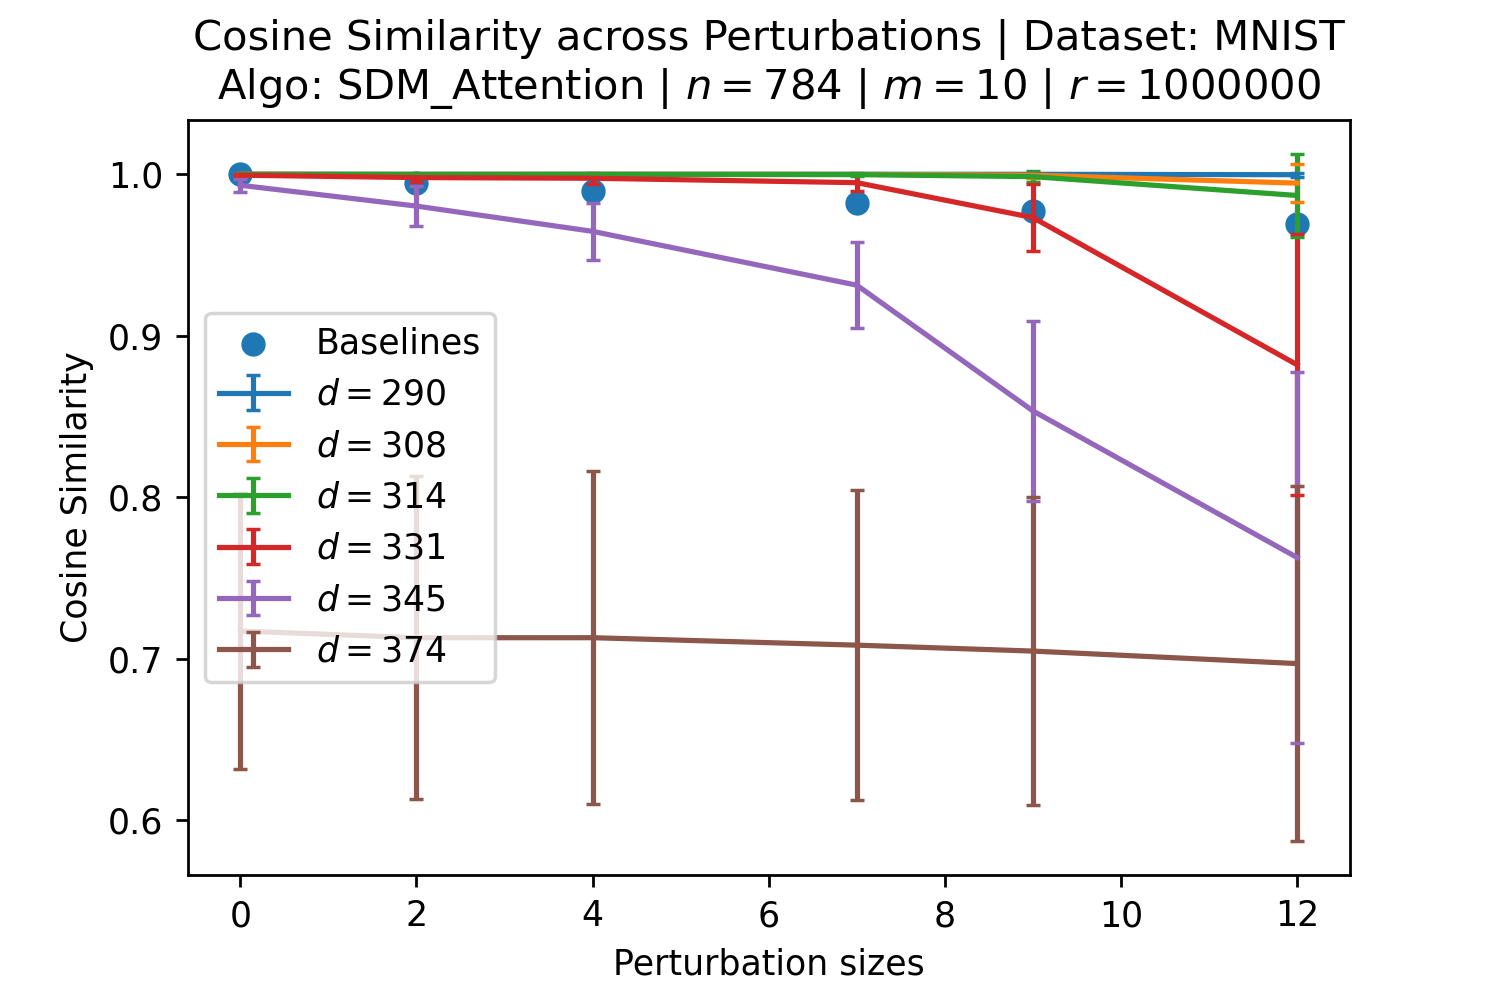 Cosine Similarity across Perturbations | Dataset: MNIST
Algo: SDM_Attention | n = 784 | m = 10 | r = 1000000
Cosine Similarity
1.0
0.9
0.8
0.7
0.6
Baselines
d = 290
d = 308
d = 314
d = 331
d = 345
d = 374
0 2 4 6 8 10 12
Perturbation sizes